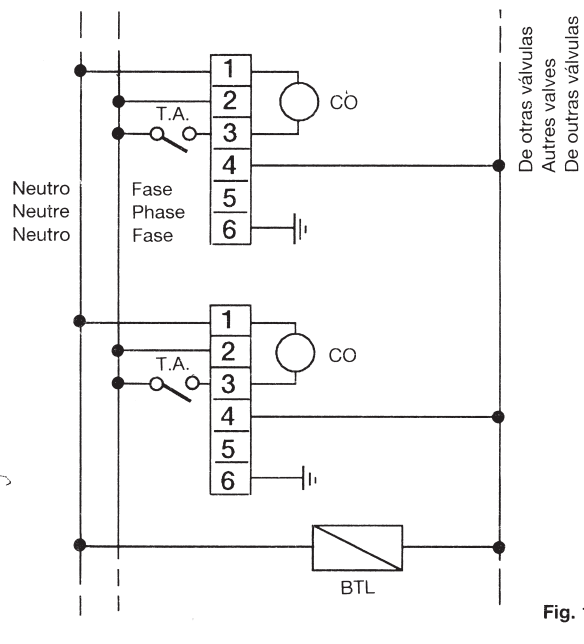 De otras válvulas
Autres valves
De outras válvulas
1
2
3
4
5
6
CO
T.A.
Neutro
Neutre
Neutro
Fase
Phase
Fase
1
2
3
4
5
6
CO
T.A.
BTL
Fig.